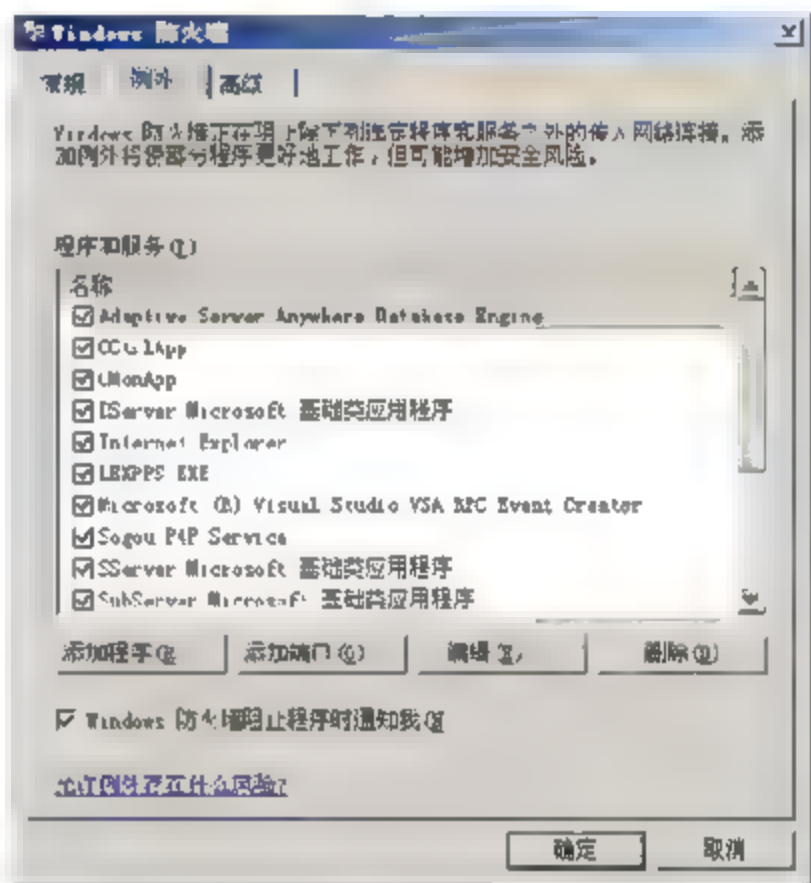 Windows 防火墙
常规 例外 高级
Windows 防火墙正在阻止除下列选定程序和服务之外的传入网络连接。添
加例外将使部分程序更好地工作，但可能增加安全风险。
程序和服务(P)
名称
Adaptive Server Anywhere Database Engine
CMonApp
DServer Microsoft 基础类应用程序
Internet Explorer
LEXPPS EXE
Microsoft (R) Visual Studio VSA RPC Event Creator
Sogou P4P Service
SServer Microsoft 基础类应用程序
SubServer Microsoft 基础类应用程序
添加程序(R) 添加端口(O) 编辑(E) 删除(D)
Windows 防火墙阻止程序时通知我(N)
允许例外存在什么风险?
确定 取消